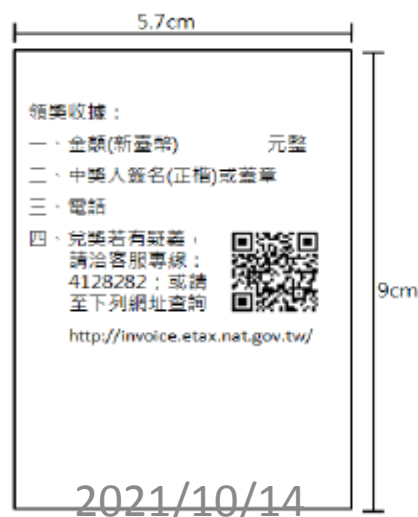 5.7cm
領獎收據：
一、金額(新臺幣) 元整
二、中獎人簽名(正楷)或蓋章
三、電話
四、兌獎若有疑義，
請洽客服專線：
4128282；或請
至下列網址查詢
http://invoice.etax.nat.gov.tw/
9cm
2021/10/14